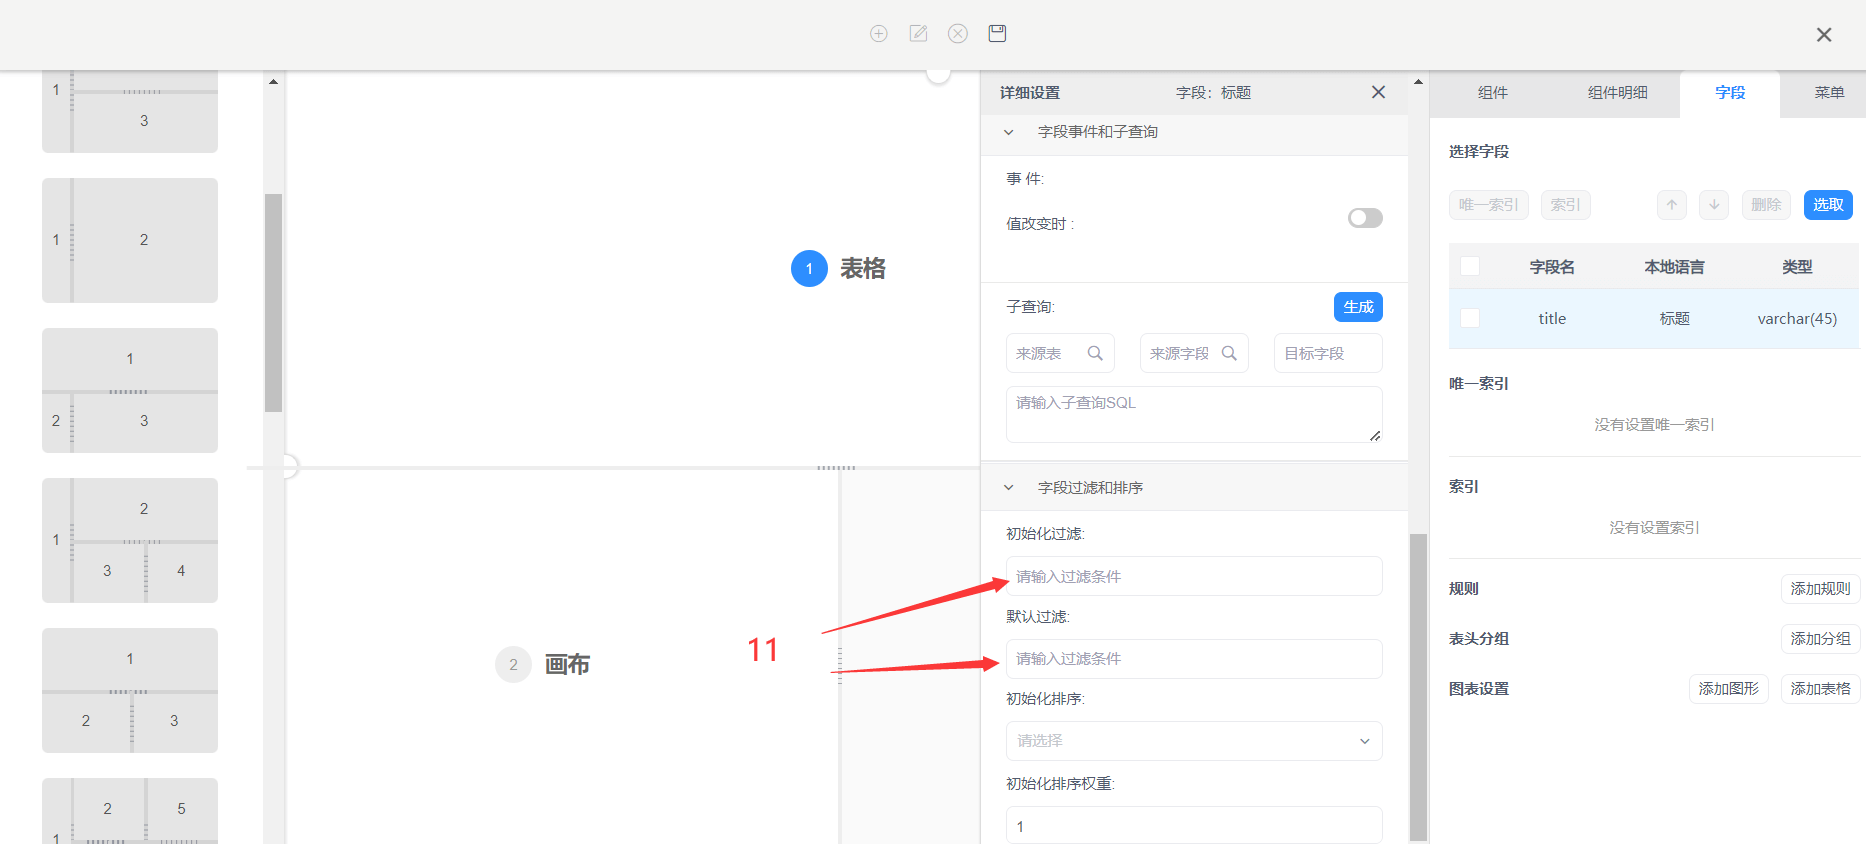 1
3
1
2
1
2
3
2
1
3
4
1
2
3
2
5
1
1 表格
2 画布
11
详细设置
字段：标题
字段事件和子查询
事 件:
值改变时 :
子查询:
生成
来源表
来源字段
目标字段
请输入子查询SQL
字段过滤和排序
初始化过滤:
请输入过滤条件
默认过滤:
请输入过滤条件
初始化排序:
请选择
初始化排序权重:
1
组件 组件明细 字段 菜单
选择字段
唯一索引 索引 删除 选取
字段名 本地语言 类型
title 标题 varchar(45)
唯一索引
没有设置唯一索引
索引
没有设置索引
规则 添加规则
表头分组 添加分组
图表设置 添加图形 添加表格